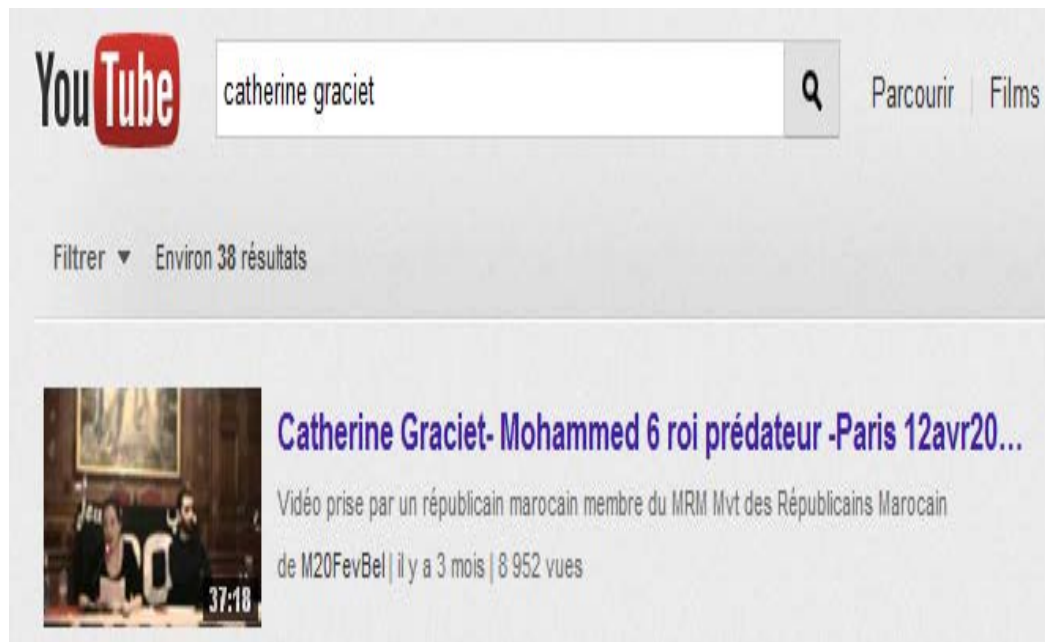 YouTube catherine graciet Parcourir Films
Filtrer ▼ Environ 38 résultats
Catherine Graciet- Mohammed 6 roi prédateur -Paris 12avr20...
Vidéo prise par un républicain marocain membre du MRM Mvt des Républicains Marocain
de M20FevBel | il y a 3 mois | 8 952 vues
37:18